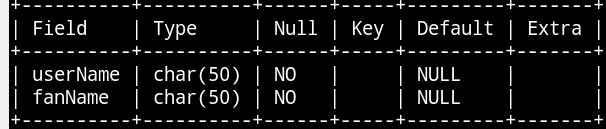 +----------+----------+------+-----+---------+-------+
| Field    | Type     | Null | Key | Default | Extra |
+----------+----------+------+-----+---------+-------+
| userName | char(50) | NO   |     | NULL    |       |
| fanName  | char(50) | NO   |     | NULL    |       |
+----------+----------+------+-----+---------+-------+